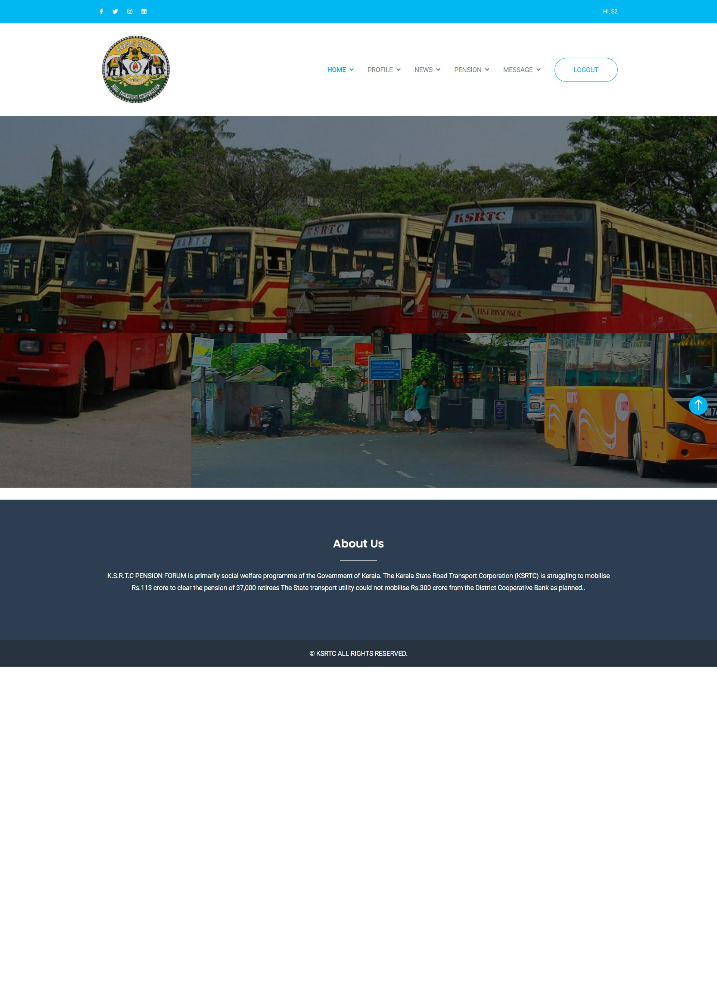 HI, S2
KERALA STATE
ROAD TRANSPORT CORPORATION
HOME
PROFILE
NEWS
PENSION
MESSAGE
LOGOUT
KSRTC
KSRTC
KSRTC
FAST PASSENGER
ISLAMIC
CULTURAL
CENTRE
About Us
K.S.R.T.C PENSION FORUM is primarily social welfare programme of the Government of Kerala. The Kerala State Road Transport Corporation (KSRTC) is struggling to mobilise
Rs.113 crore to clear the pension of 37,000 retirees The State transport utility could not mobilise Rs.300 crore from the District Cooperative Bank as planned..
© KSRTC ALL RIGHTS RESERVED.